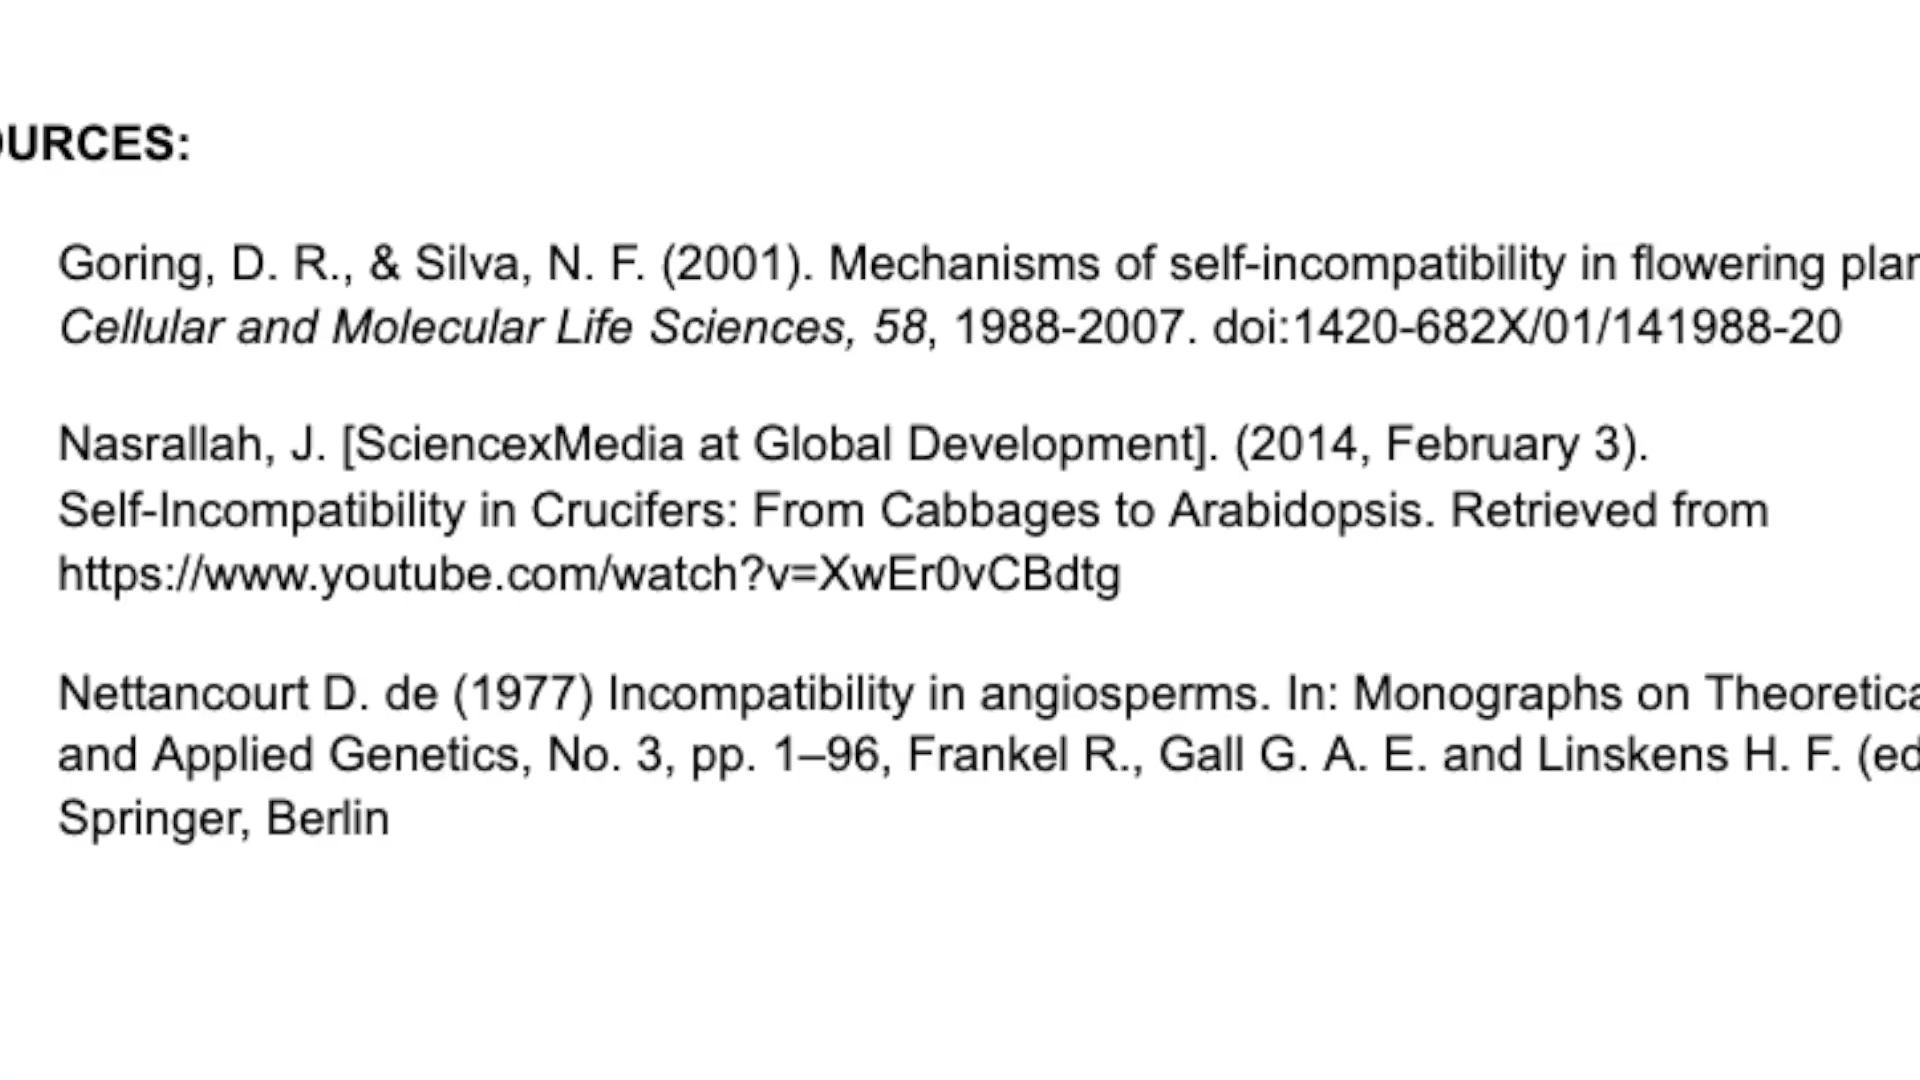 OURCES:
Goring, D. R., & Silva, N. F. (2001). Mechanisms of self-incompatibility in flowering plan
Cellular and Molecular Life Sciences, 58, 1988-2007. doi:1420-682X/01/141988-20
Nasrallah, J. [SciencexMedia at Global Development]. (2014, February 3).
Self-Incompatibility in Crucifers: From Cabbages to Arabidopsis. Retrieved from
https://www.youtube.com/watch?v=XwEr0vCBdtg
Nettancourt D. de (1977) Incompatibility in angiosperms. In: Monographs on Theoretica
and Applied Genetics, No. 3, pp. 1–96, Frankel R., Gall G. A. E. and Linskens H. F. (ed
Springer, Berlin